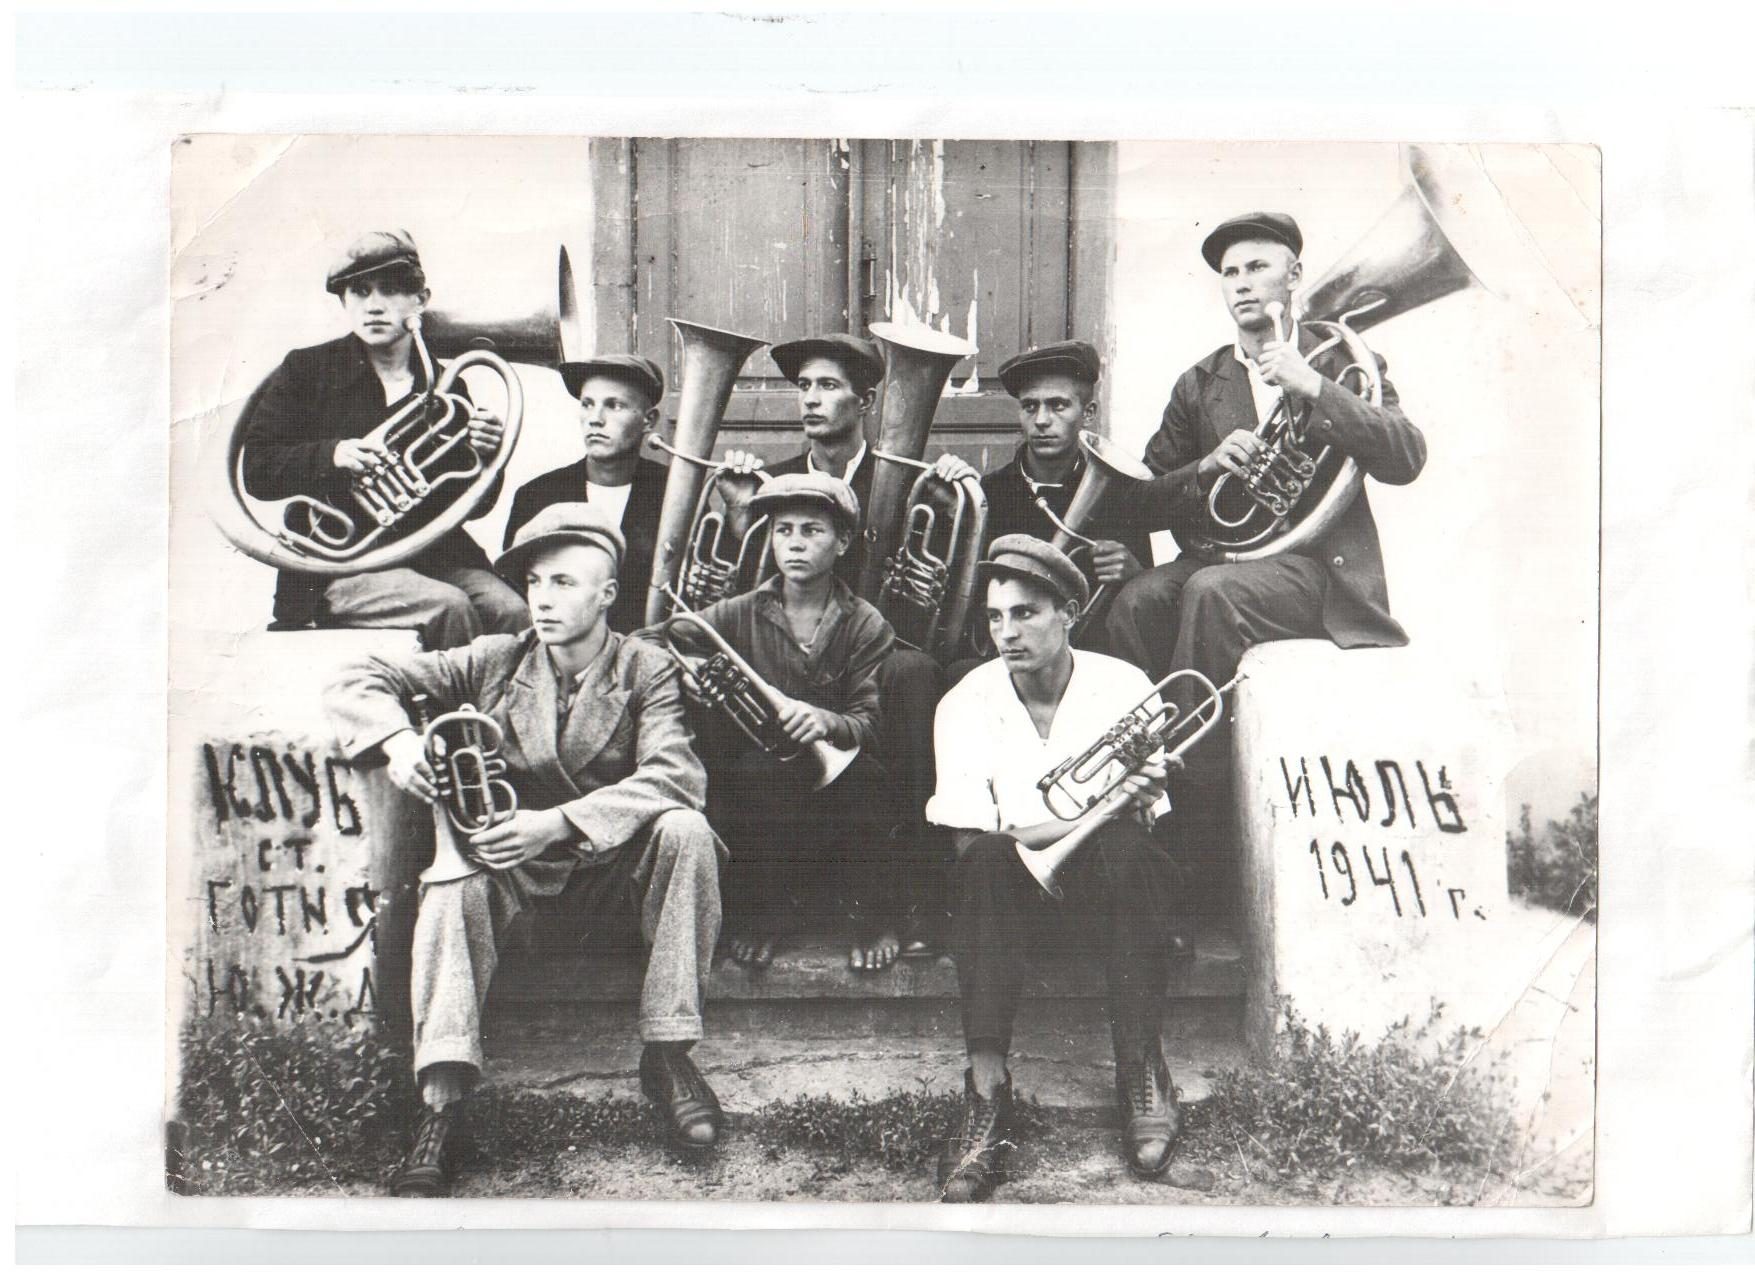 КЛУБ
СТ.
ГОТНЯ
Ю.Ж.Д
ИЮЛЬ
1941 г.